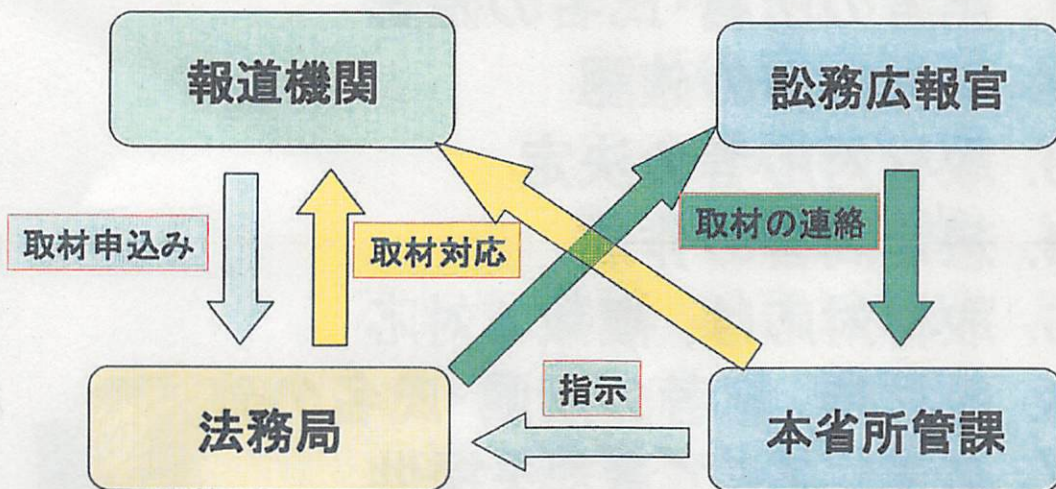 報道機関
訟務広報官
取材申込み
取材対応
取材の連絡
法務局
指示
本省所管課